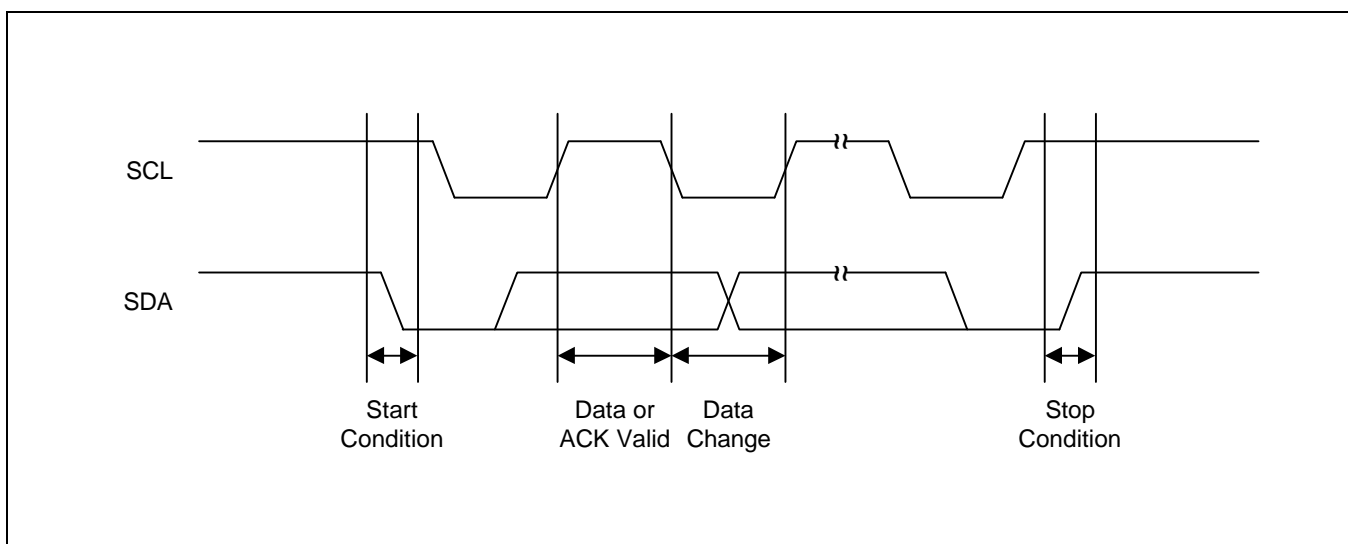 SCL
SDA
Start
Condition
Data or
ACK Valid
Data
Change
Stop
Condition